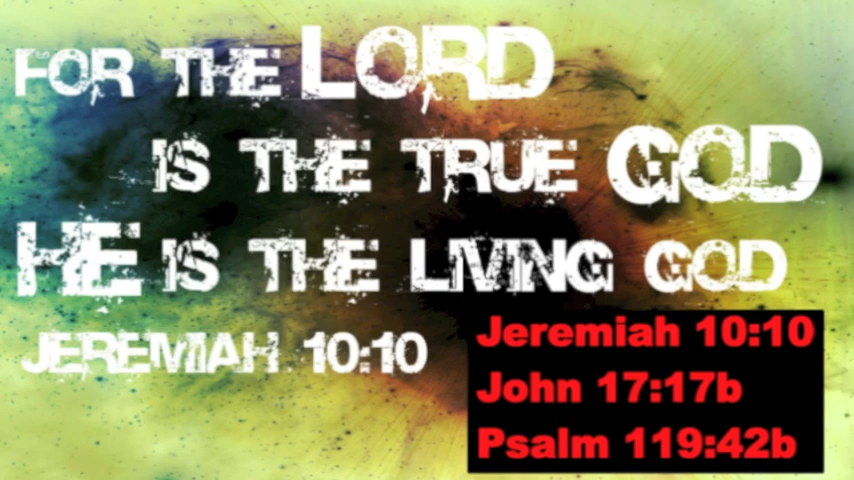 FOR THE LORD
IS THE TRUE GOD
HE IS THE LIVING GOD
JEREMIAH 10:10
Jeremiah 10:10
John 17:17b
Psalm 119:42b